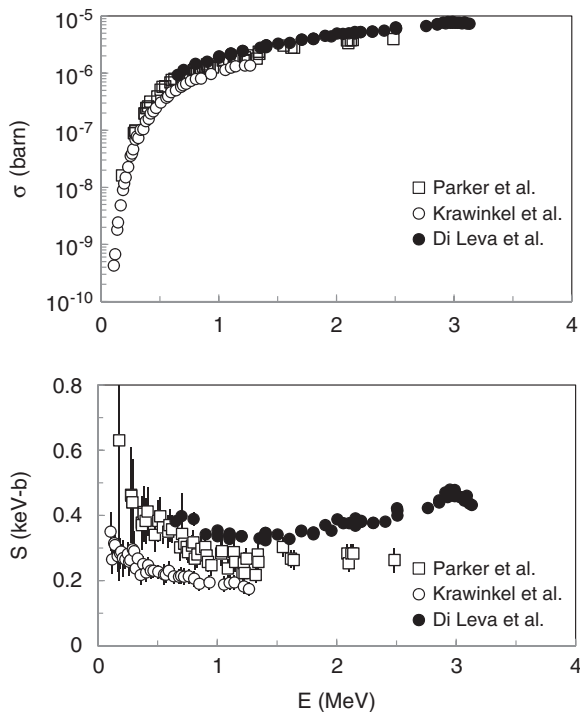 10⁻⁵
10⁻⁶
10⁻⁷
10⁻⁸
10⁻⁹
10⁻¹⁰
σ (barn)
Parker et al.
Krawinkel et al.
Di Leva et al.
0 1 2 3 4
0.8
0.6
0.4
0.2
0
S (keV-b)
Parker et al.
Krawinkel et al.
Di Leva et al.
0 1 2 3 4
E (MeV)